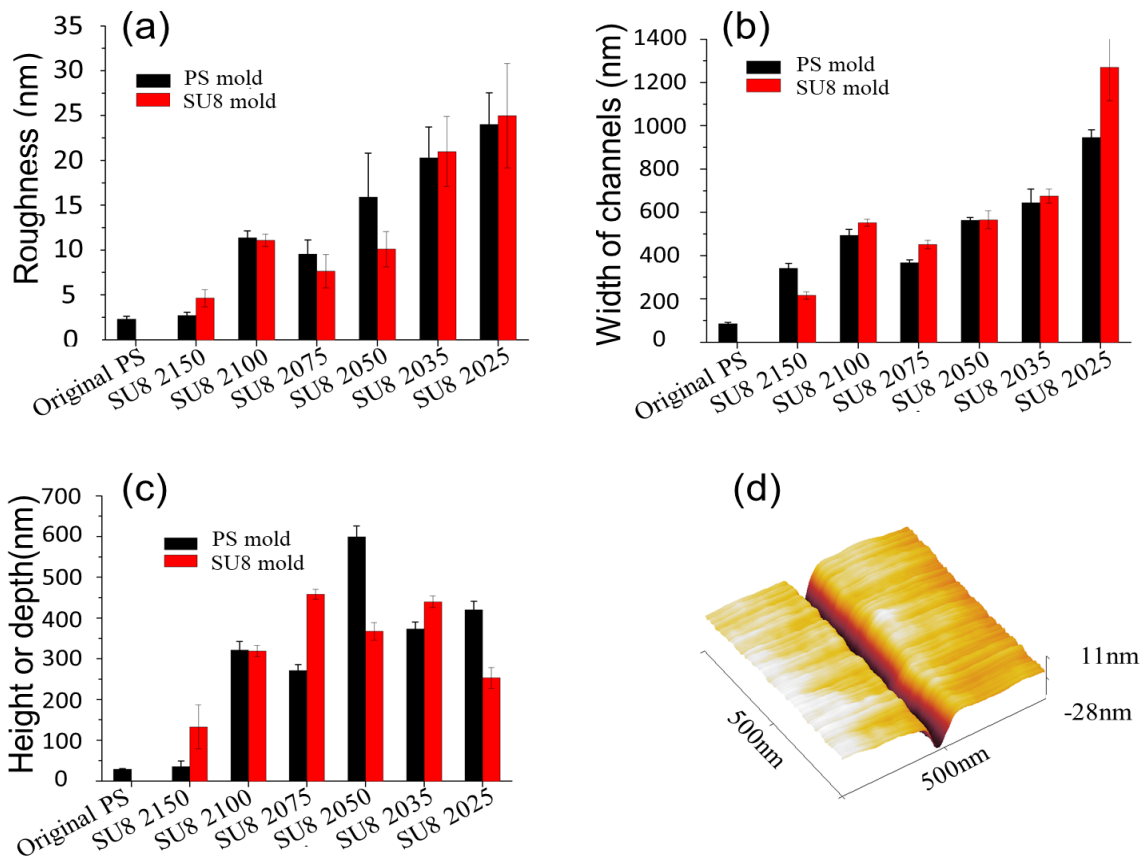 (a)
Roughness (nm)
35
30
25
20
15
10
5
0
PS mold
SU8 mold
Original PS
SU8 2150
SU8 2100
SU8 2075
SU8 2050
SU8 2035
SU8 2025
(b)
Width of channels (nm)
1400
1200
1000
800
600
400
200
0
PS mold
SU8 mold
Original PS
SU8 2150
SU8 2100
SU8 2075
SU8 2050
SU8 2035
SU8 2025
(c)
Height or depth(nm)
700
600
500
400
300
200
100
0
PS mold
SU8 mold
Original PS
SU8 2150
SU8 2100
SU8 2075
SU8 2050
SU8 2035
SU8 2025
(d)
11nm
-28nm
500nm
500nm